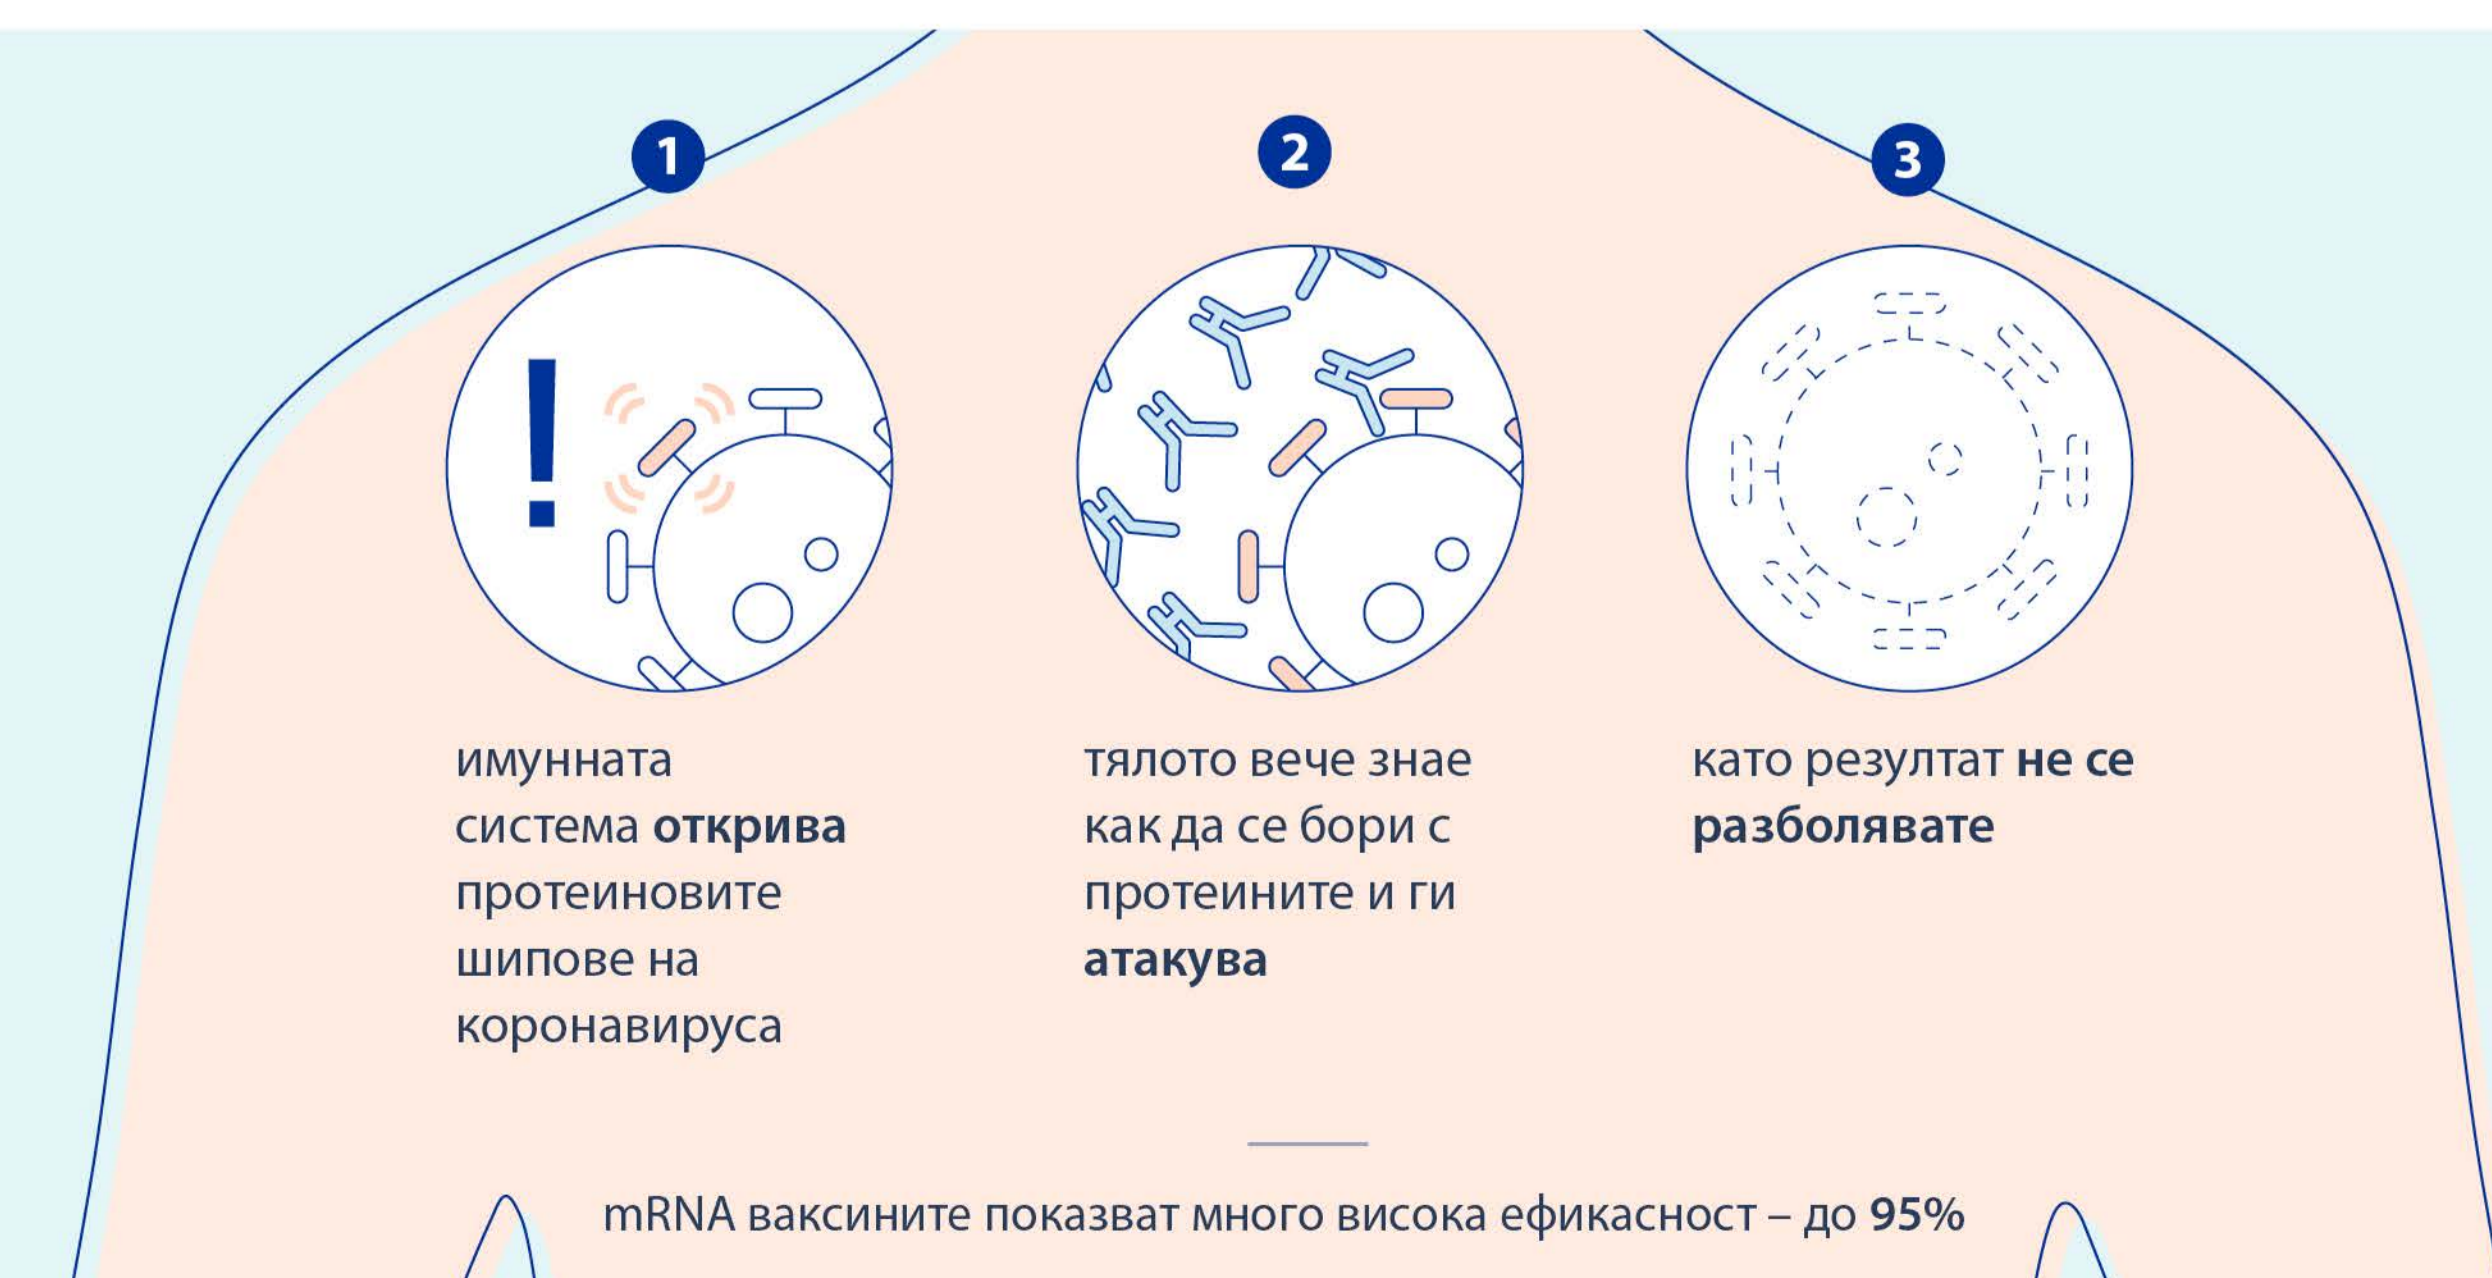 1
2
3
!
имунната
система открива
протеиновите
шипове на
коронавируса
тялото вече знае
как да се бори с
протеините и ги
атакува
като резултат не се
разболявате
mRNA ваксините показват много висока ефикасност – до 95%